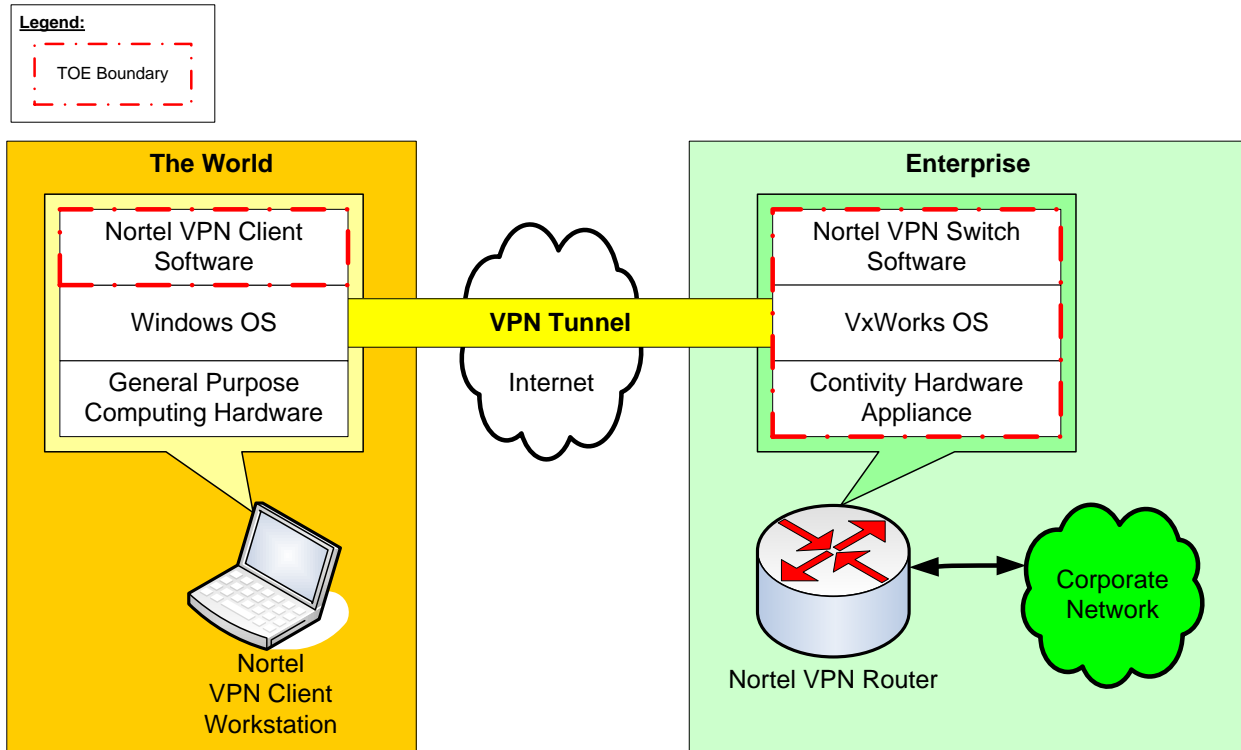 Legend:
TOE Boundary
The World
Nortel VPN Client
Software
Windows OS
General Purpose
Computing Hardware
Nortel
VPN Client
Workstation
VPN Tunnel
Internet
Enterprise
Nortel VPN Switch
Software
VxWorks OS
Contivity Hardware
Appliance
Nortel VPN Router
Corporate
Network